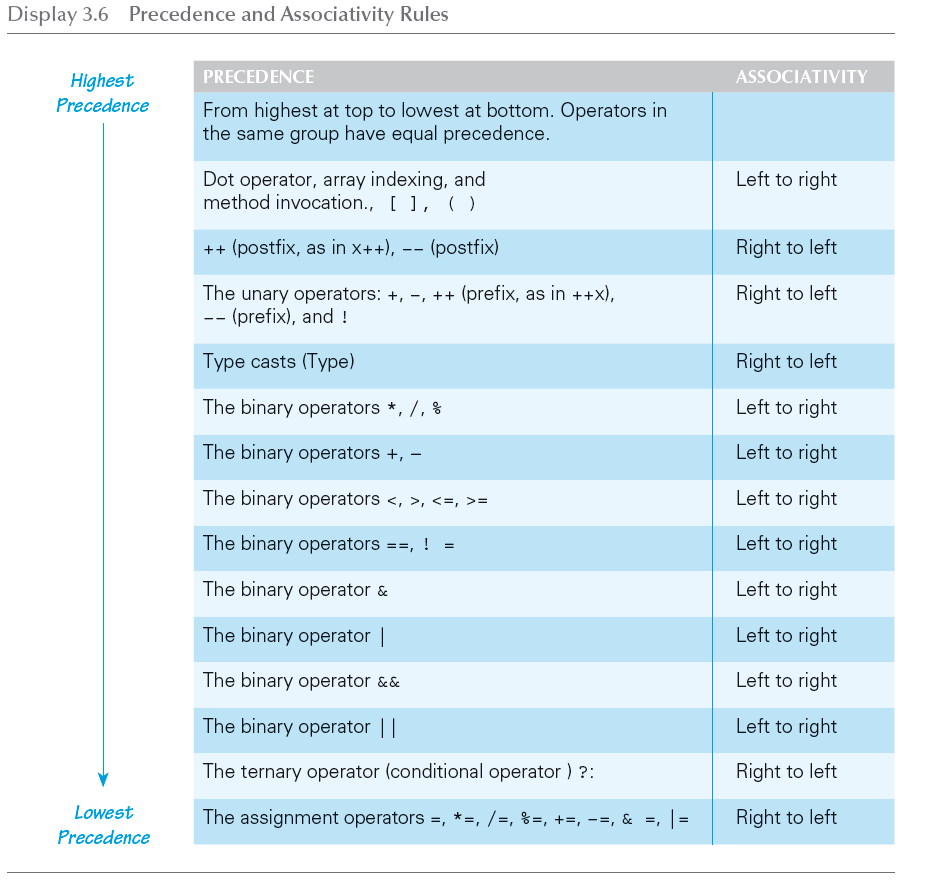 Display 3.6 Precedence and Associativity Rules
Highest
Precedence
PRECEDENCE ASSOCIATIVITY
From highest at top to lowest at bottom. Operators in
the same group have equal precedence.
Dot operator, array indexing, and
method invocation., [ ], ( ) Left to right
++ (postfix, as in x++), -- (postfix) Right to left
The unary operators: +, -, ++ (prefix, as in ++x),
-- (prefix), and ! Right to left
Type casts (Type) Right to left
The binary operators *, /, % Left to right
The binary operators +, - Left to right
The binary operators <, >, <=, >= Left to right
The binary operators ==, ! = Left to right
The binary operator & Left to right
The binary operator | Left to right
The binary operator && Left to right
The binary operator || Left to right
The ternary operator (conditional operator ) ?: Right to left
The assignment operators =, *=, /=, %=, +=, -=, & =, |= Right to left
Lowest
Precedence